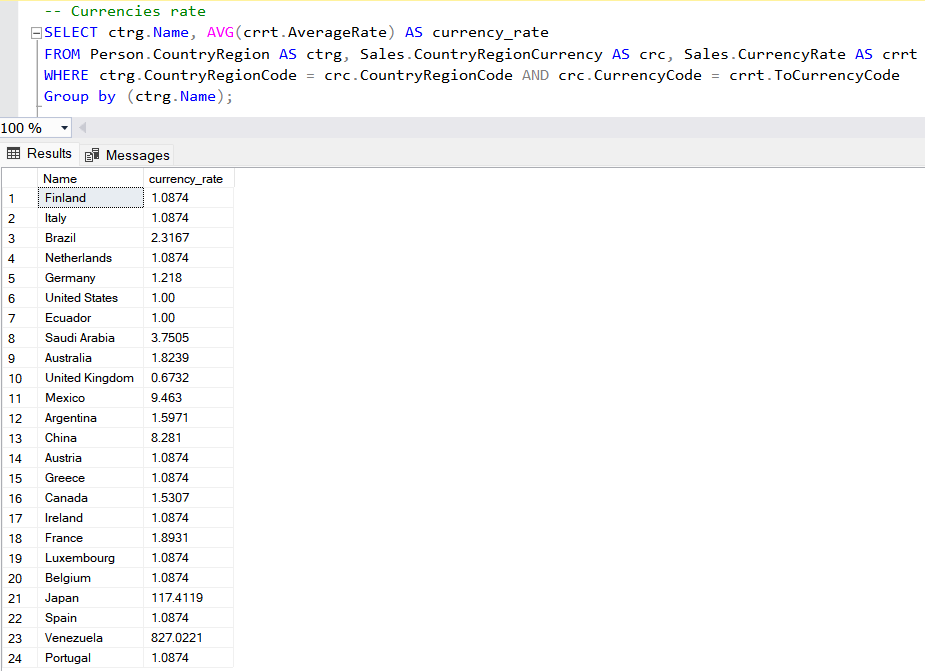 -- Currencies rate
SELECT ctrg.Name, AVG(crrt.AverageRate) AS currency_rate
FROM Person.CountryRegion AS ctrg, Sales.CountryRegionCurrency AS crc, Sales.CurrencyRate AS crrt
WHERE ctrg.CountryRegionCode = crc.CountryRegionCode AND crc.CurrencyCode = crrt.ToCurrencyCode
Group by (ctrg.Name);
100 %
Results Messages
Name currency_rate
1 Finland 1.0874
2 Italy 1.0874
3 Brazil 2.3167
4 Netherlands 1.0874
5 Germany 1.218
6 United States 1.00
7 Ecuador 1.00
8 Saudi Arabia 3.7505
9 Australia 1.8239
10 United Kingdom 0.6732
11 Mexico 9.463
12 Argentina 1.5971
13 China 8.281
14 Austria 1.0874
15 Greece 1.0874
16 Canada 1.5307
17 Ireland 1.0874
18 France 1.8931
19 Luxembourg 1.0874
20 Belgium 1.0874
21 Japan 117.4119
22 Spain 1.0874
23 Venezuela 827.0221
24 Portugal 1.0874